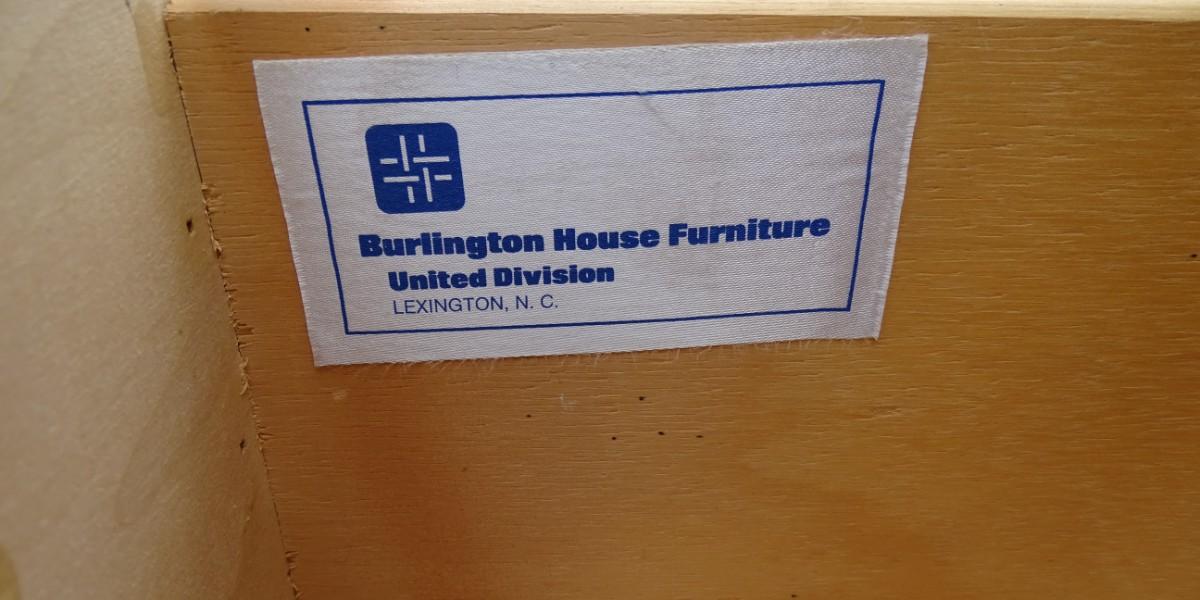 Burlington House Furniture
United Division
LEXINGTON, N. C.